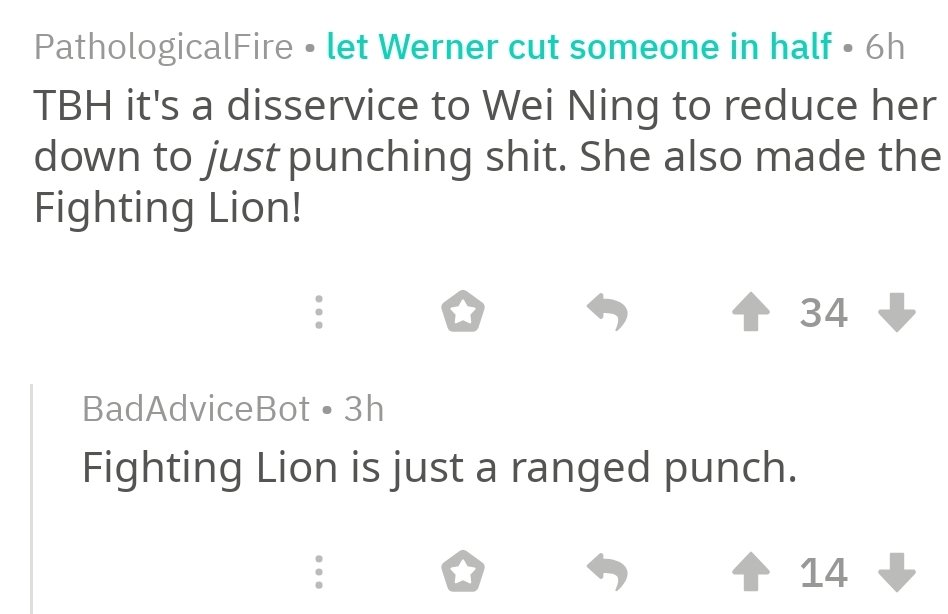 PathologicalFire • let Werner cut someone in half • 6h
TBH it's a disservice to Wei Ning to reduce her
down to just punching shit. She also made the
Fighting Lion!
34
BadAdviceBot • 3h
Fighting Lion is just a ranged punch.
14